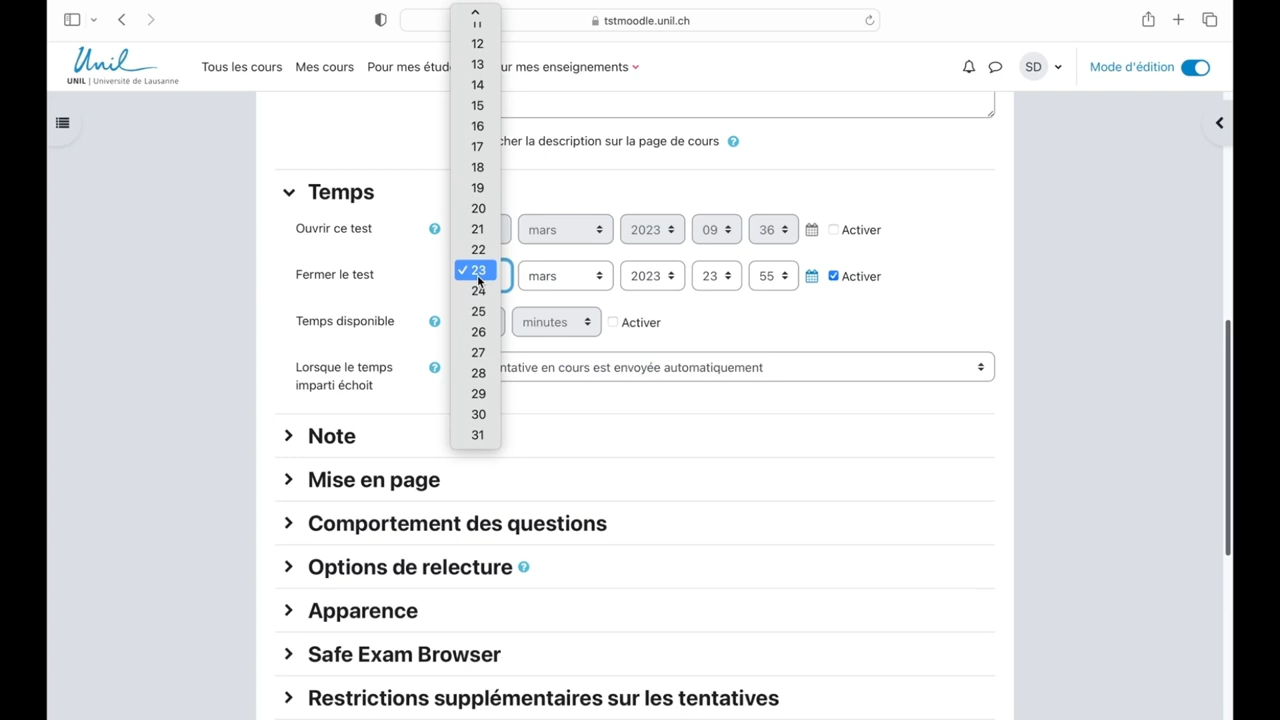 tstmoodle.unil.ch
Unil
UNIL | Université de Lausanne
Tous les cours
Mes cours
Pour mes étud
ur mes enseignements
SD
Mode d'édition
11
12
13
14
15
16
17
18
19
20
21
22
✓ 23
24
25
26
27
28
29
30
31
cher la description sur la page de cours
Temps
Ouvrir ce test
mars 2023 09 36 Activer
Fermer le test
mars 2023 23 55 Activer
Temps disponible
minutes Activer
Lorsque le temps
imparti échoit
ntative en cours est envoyée automatiquement
Note
Mise en page
Comportement des questions
Options de relecture
Apparence
Safe Exam Browser
Restrictions supplémentaires sur les tentatives